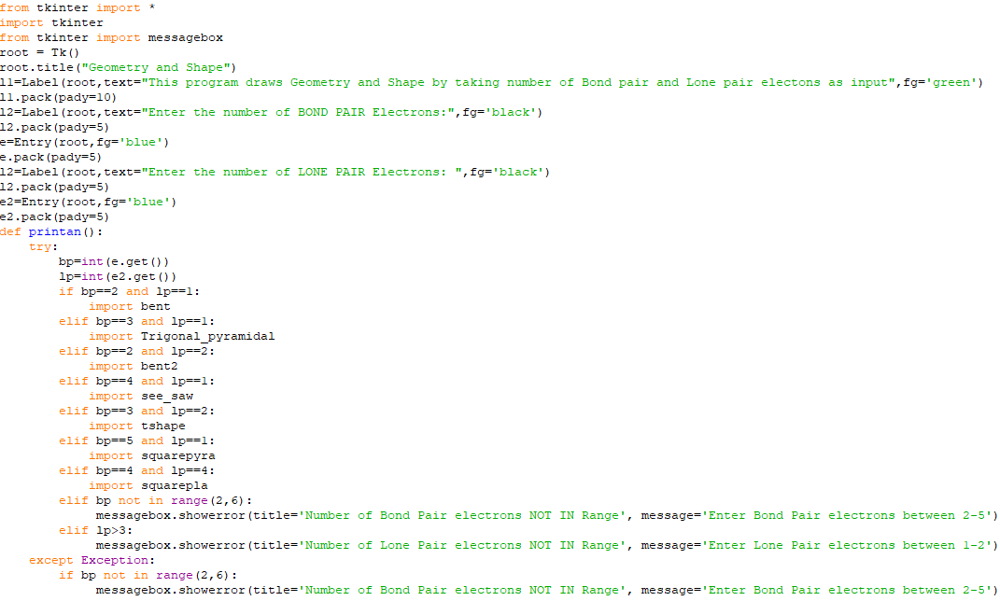 from tkinter import *
import tkinter
from tkinter import messagebox
root = Tk()
root.title("Geometry and Shape")
l1=Label(root,text="This program draws Geometry and Shape by taking number of Bond pair and Lone pair electons as input",fg='green')
l1.pack(pady=10)
l2=Label(root,text="Enter the number of BOND PAIR Electrons:",fg='black')
l2.pack(pady=5)
e=Entry(root,fg='blue')
e.pack(pady=5)
l2=Label(root,text="Enter the number of LONE PAIR Electrons: ",fg='black')
l2.pack(pady=5)
e2=Entry(root,fg='blue')
e2.pack(pady=5)
def printan():
    try:
        bp=int(e.get())
        lp=int(e2.get())
        if bp==2 and lp==1:
            import bent
        elif bp==3 and lp==1:
            import Trigonal_pyramidal
        elif bp==2 and lp==2:
            import bent2
        elif bp==4 and lp==1:
            import see_saw
        elif bp==3 and lp==2:
            import tshape
        elif bp==5 and lp==1:
            import squarepyra
        elif bp==4 and lp==4:
            import squarepla
        elif bp not in range(2,6):
             messagebox.showerror(title='Number of Bond Pair electrons NOT IN Range', message='Enter Bond Pair electrons between 2-5')
        elif lp>3:
             messagebox.showerror(title='Number of Lone Pair electrons NOT IN Range', message='Enter Lone Pair electrons between 1-2')
    except Exception:
        if bp not in range(2,6):
             messagebox.showerror(title='Number of Bond Pair electrons NOT IN Range', message='Enter Bond Pair electrons between 2-5')